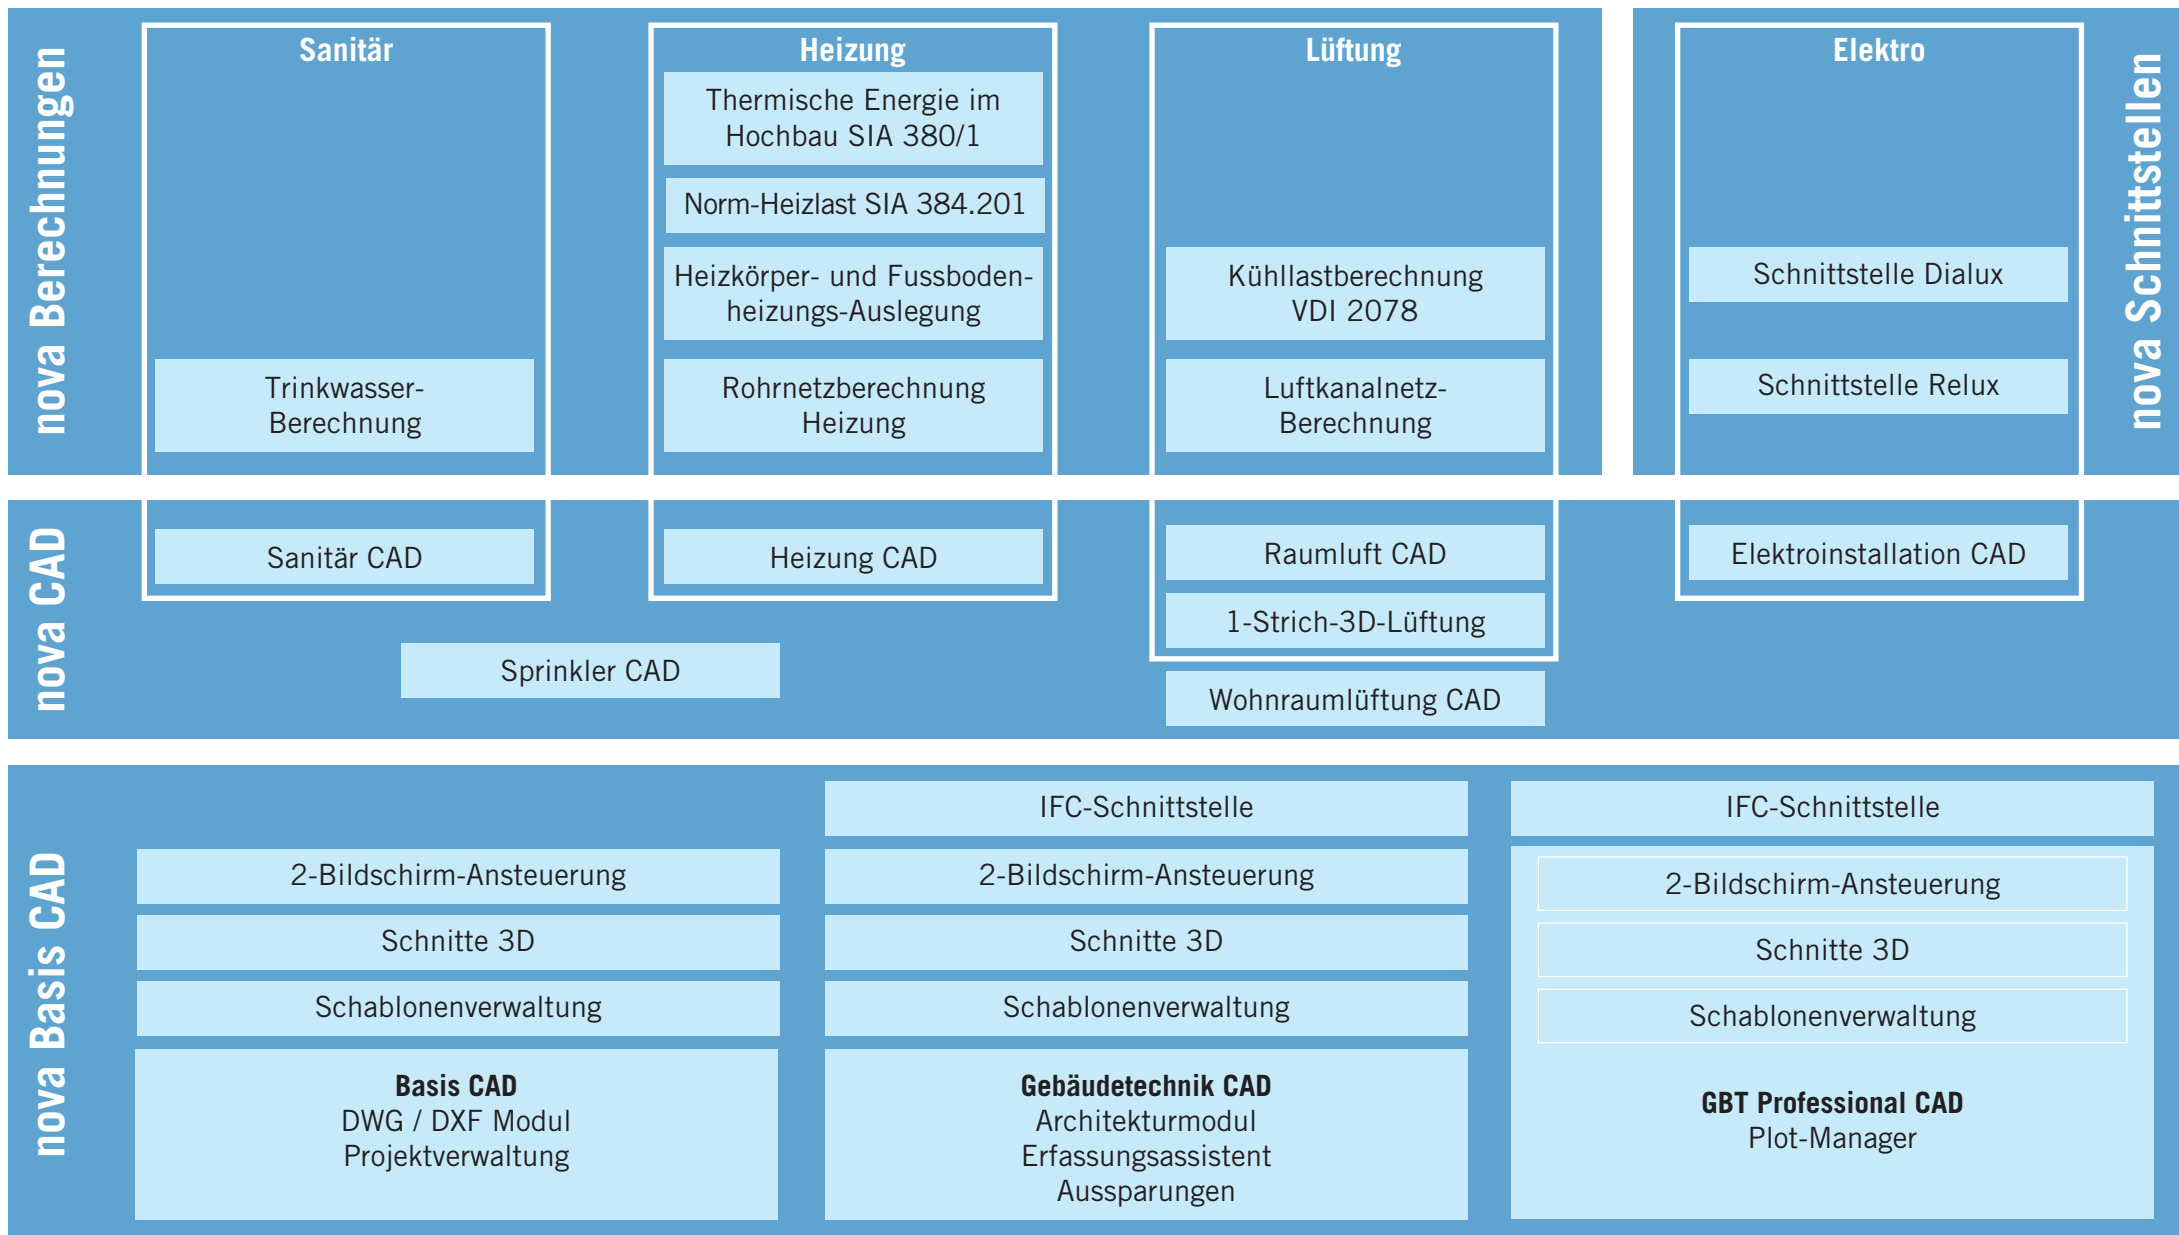 nova Berechnungen
Sanitär
Trinkwasser-
Berechnung
Heizung
Thermische Energie im
Hochbau SIA 380/1
Norm-Heizlast SIA 384.201
Heizkörper- und Fussboden-
heizungs-Auslegung
Rohrnetzberechnung
Heizung
Lüftung
Kühllastberechnung
VDI 2078
Luftkanalnetz-
Berechnung
Elektro
Schnittstelle Dialux
Schnittstelle Relux
nova Schnittstellen
nova CAD
Sanitär CAD
Heizung CAD
Raumluft CAD
Elektroinstallation CAD
1-Strich-3D-Lüftung
Sprinkler CAD
Wohnraumlüftung CAD
nova Basis CAD
2-Bildschirm-Ansteuerung
Schnitte 3D
Schablonenverwaltung
Basis CAD
DWG / DXF Modul
Projektverwaltung
IFC-Schnittstelle
2-Bildschirm-Ansteuerung
Schnitte 3D
Schablonenverwaltung
Gebäudetechnik CAD
Architekturmodul
Erfassungsassistent
Aussparungen
IFC-Schnittstelle
2-Bildschirm-Ansteuerung
Schnitte 3D
Schablonenverwaltung
GBT Professional CAD
Plot-Manager